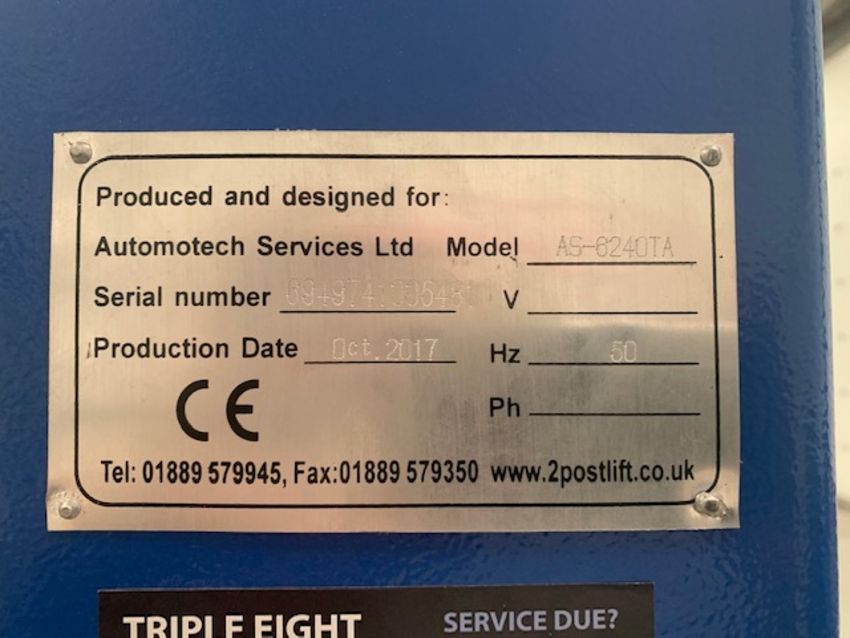 Produced and designed for:
Automotech Services Ltd Model AS-6240TA
Serial number V
Production Date Oct.2017 Hz 50
CE Ph
Tel: 01889 579945, Fax:01889 579350 www.2postlift.co.uk
TRIPLE EIGHT SERVICE DUE?